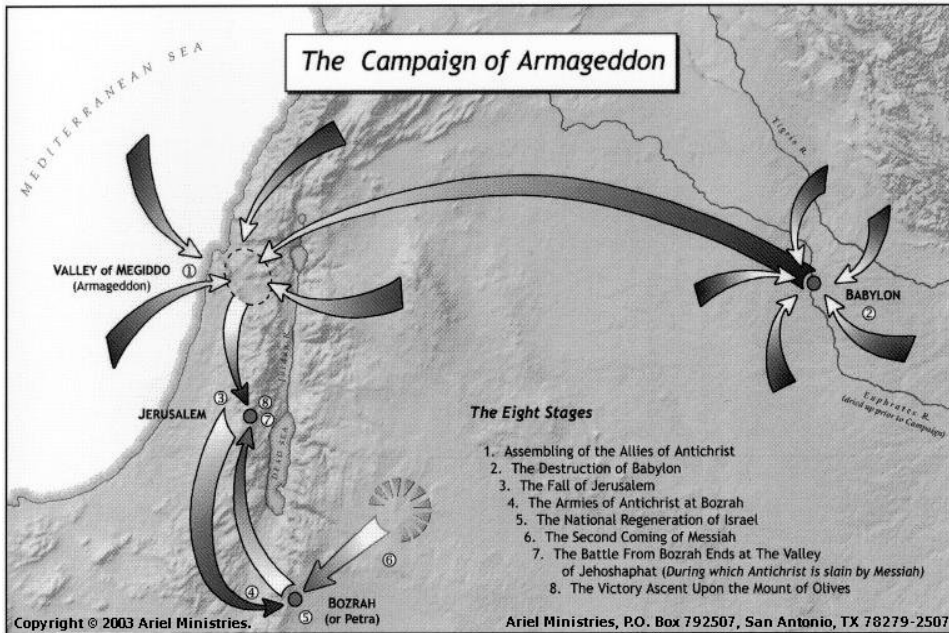 The Campaign of Armageddon
MEDITERRANEAN SEA
Tigris R.
VALLEY of MEGIDDO ①
(Armageddon)
BABYLON
②
Euphrates R.
(dried up prior to Campaign)
Jordan R.
JERUSALEM
③
⑧
⑦
DEAD SEA
The Eight Stages
1. Assembling of the Allies of Antichrist
2. The Destruction of Babylon
3. The Fall of Jerusalem
4. The Armies of Antichrist at Bozrah
5. The National Regeneration of Israel
6. The Second Coming of Messiah
7. The Battle From Bozrah Ends at The Valley
of Jehoshaphat (During which Antichrist is slain by Messiah)
8. The Victory Ascent Upon the Mount of Olives
⑥
④
BOZRAH
(or Petra)
⑤
Copyright © 2003 Ariel Ministries.
Ariel Ministries, P.O. Box 792507, San Antonio, TX 78279-2507